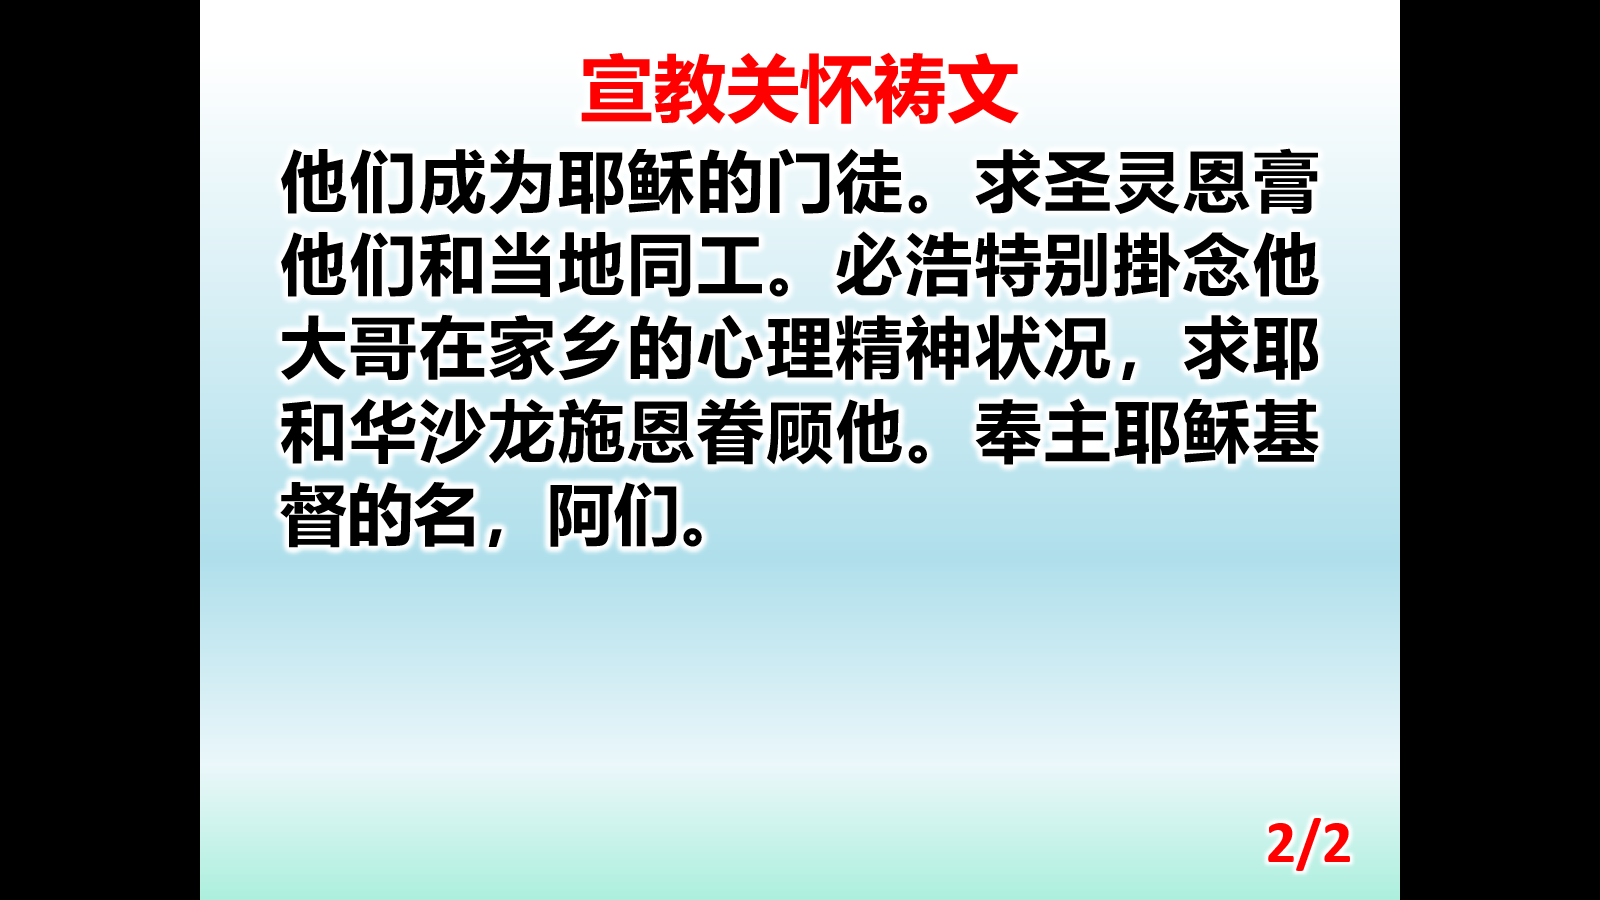 宣教关怀祷文
他们成为耶稣的门徒。求圣灵恩膏
他们和当地同工。必浩特别掛念他
大哥在家乡的心理精神状况，求耶
和华沙龙施恩眷顾他。奉主耶稣基
督的名，阿们。
2/2